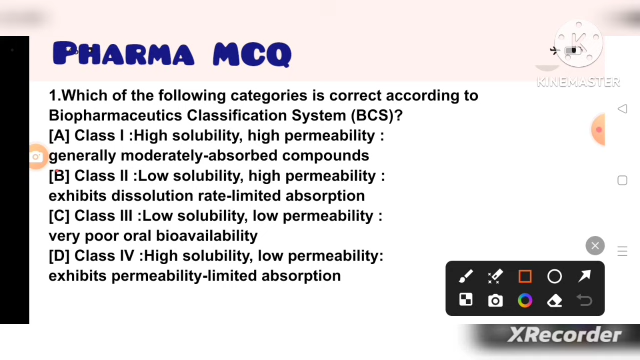 PHARMA MCQ
KINEMASTER
1.Which of the following categories is correct according to
Biopharmaceutics Classification System (BCS)?
[A] Class I :High solubility, high permeability :
generally moderately-absorbed compounds
[B] Class II :Low solubility, high permeability :
exhibits dissolution rate-limited absorption
[C] Class III :Low solubility, low permeability :
very poor oral bioavailability
[D] Class IV :High solubility, low permeability:
exhibits permeability-limited absorption
XRecorder